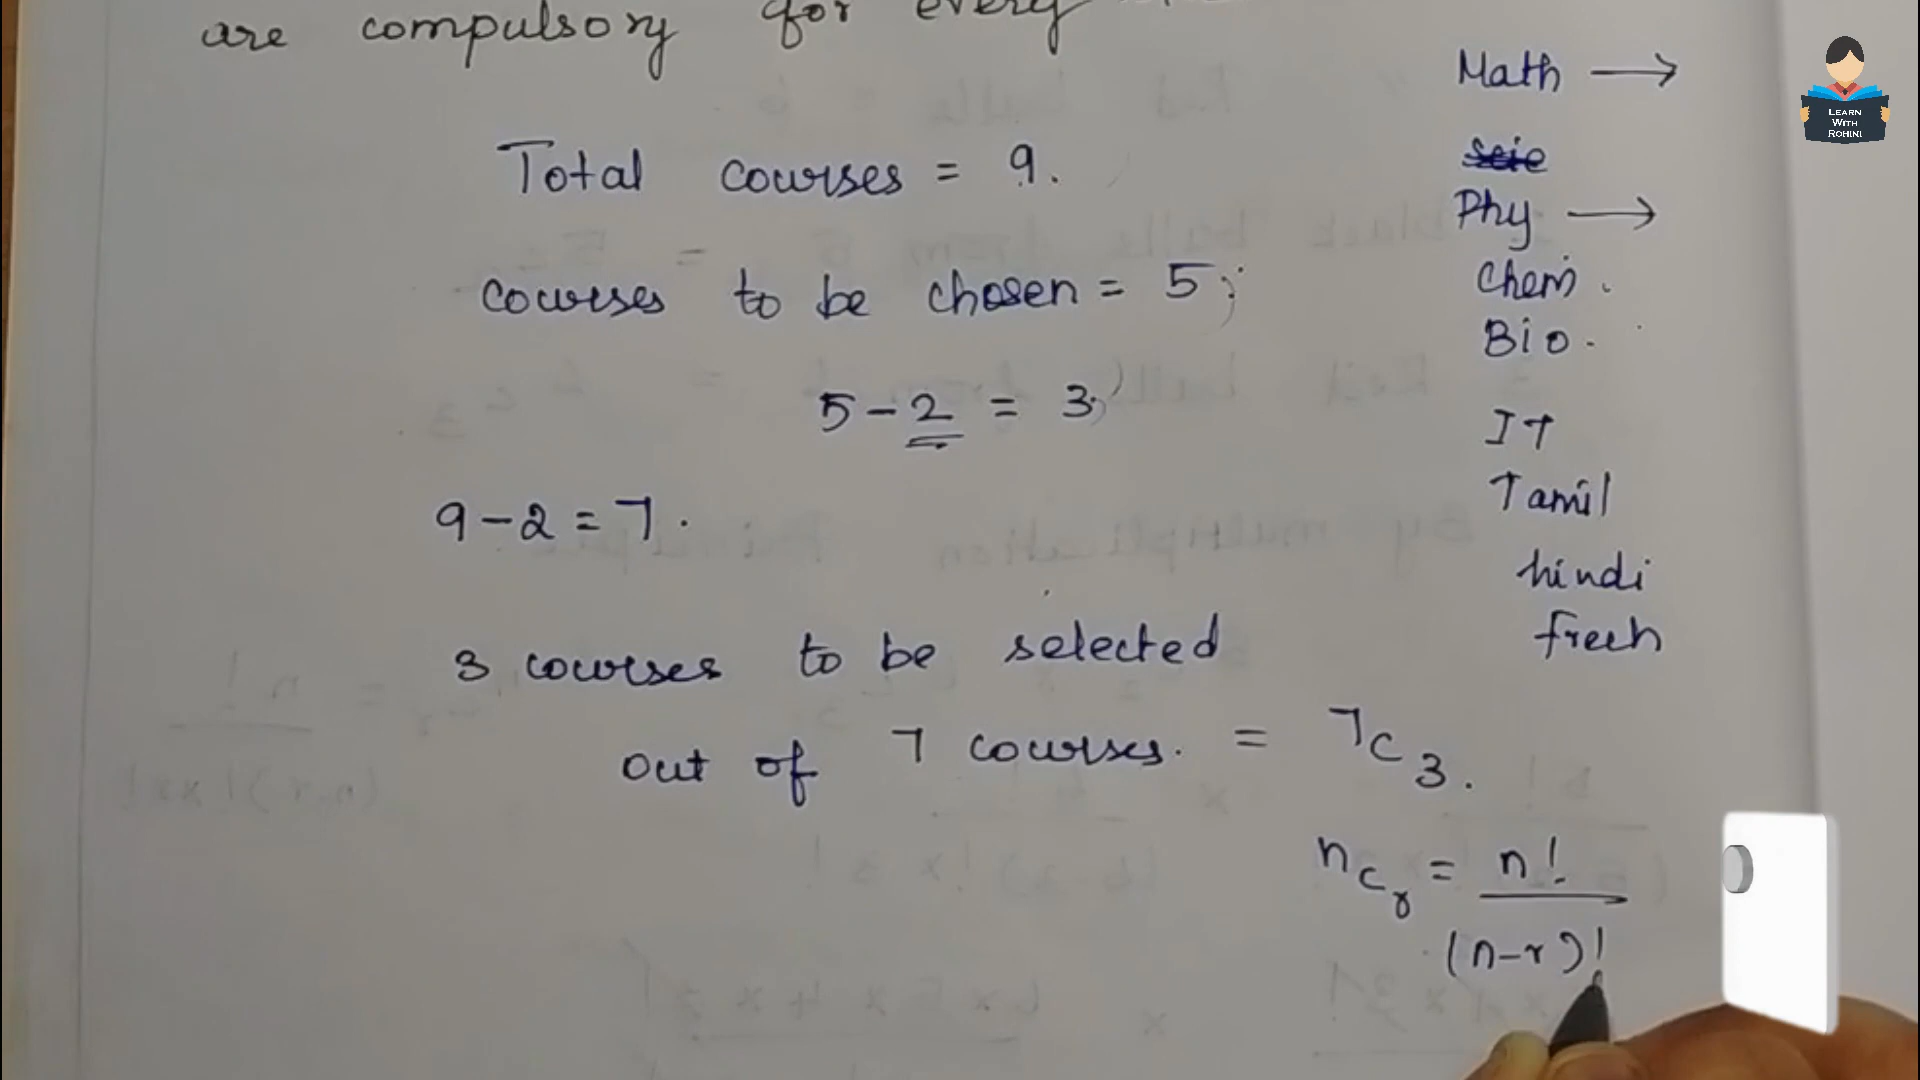 are compulsory for every
Total courses = 9.
courses to be chosen = 5;
5 - 2 = 3
9 - 2 = 7.
3 courses to be selected
out of 7 courses. = 7C3.
nCr = n!
(n-r)!
Math →
scie
Phy →
Chem.
Bio.
IT
Tamil
hindi
frech
LEARN
WITH
ROHINI